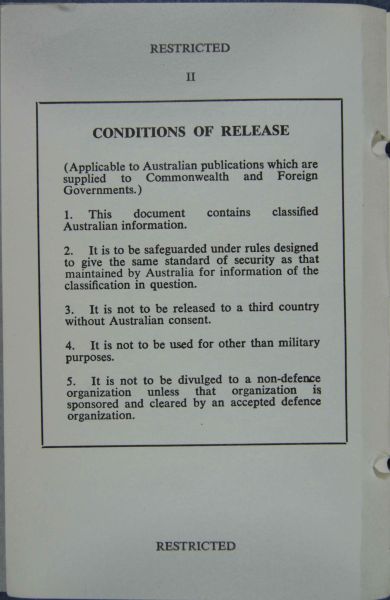 RESTRICTED
II
CONDITIONS OF RELEASE
(Applicable to Australian publications which are
supplied to Commonwealth and Foreign
Governments.)
1. This document contains classified
Australian information.
2. It is to be safeguarded under rules designed
to give the same standard of security as that
maintained by Australia for information of the
classification in question.
3. It is not to be released to a third country
without Australian consent.
4. It is not to be used for other than military
purposes.
5. It is not to be divulged to a non-defence
organization unless that organization is
sponsored and cleared by an accepted defence
organization.
RESTRICTED